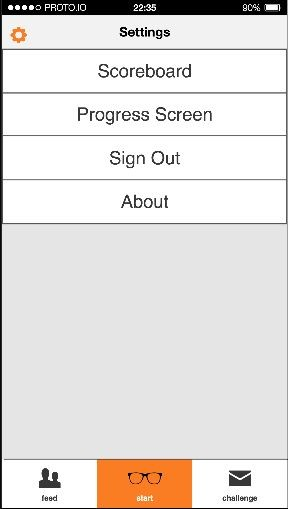 PROTO.IO 22:35 90%
Settings
Scoreboard
Progress Screen
Sign Out
About
feed start challenge